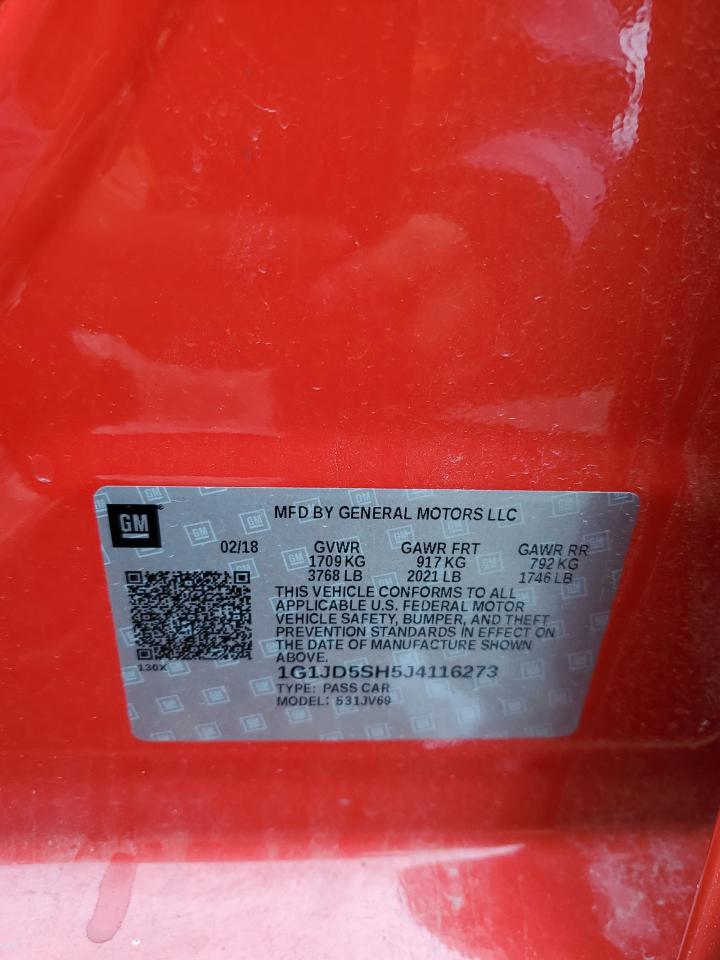 GM
MFD BY GENERAL MOTORS LLC
02/18 GVWR GAWR FRT GAWR RR
1709 KG 917 KG 792 KG
3768 LB 2021 LB 1746 LB
THIS VEHICLE CONFORMS TO ALL
APPLICABLE U.S. FEDERAL MOTOR
VEHICLE SAFETY, BUMPER, AND THEFT
PREVENTION STANDARDS IN EFFECT ON
THE DATE OF MANUFACTURE SHOWN
ABOVE.
130X
1G1JD5SH5J4116273
TYPE: PASS CAR
MODEL: 531JV69